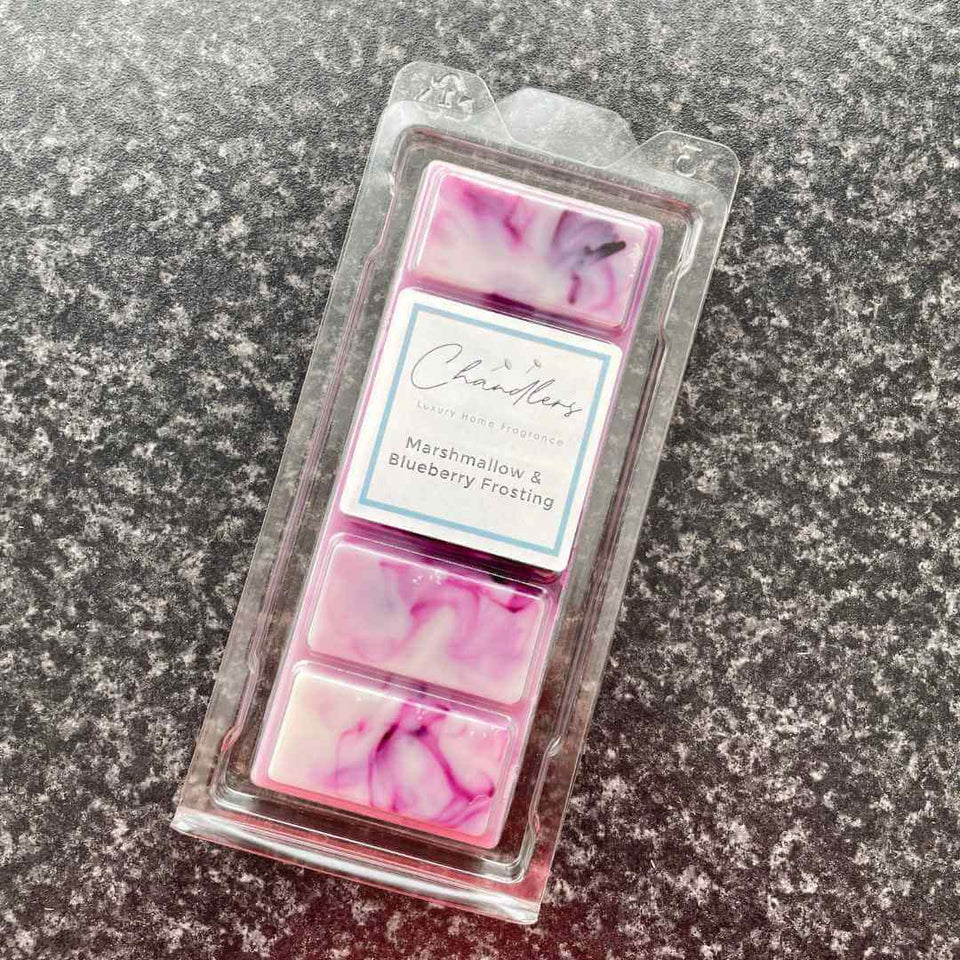 Chandlers
Luxury Home Fragrance
Marshmallow &
Blueberry Frosting